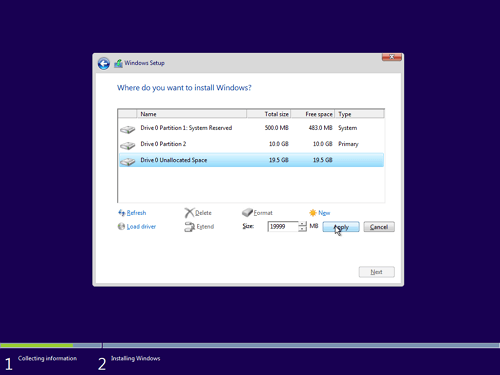 Windows Setup
Where do you want to install Windows?
Name Total size Free space Type
Drive 0 Partition 1: System Reserved 500.0 MB 483.0 MB System
Drive 0 Partition 2 10.0 GB 10.0 GB Primary
Drive 0 Unallocated Space 19.5 GB 19.5 GB
Refresh Delete Format New
Load driver Extend Size: 19999 MB Apply Cancel
Next
1 Collecting information 2 Installing Windows